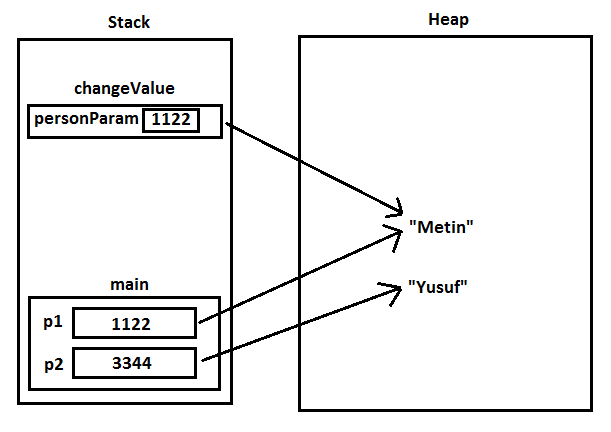 Stack
Heap
changeValue
personParam 1122
"Metin"
"Yusuf"
main
p1 1122
p2 3344